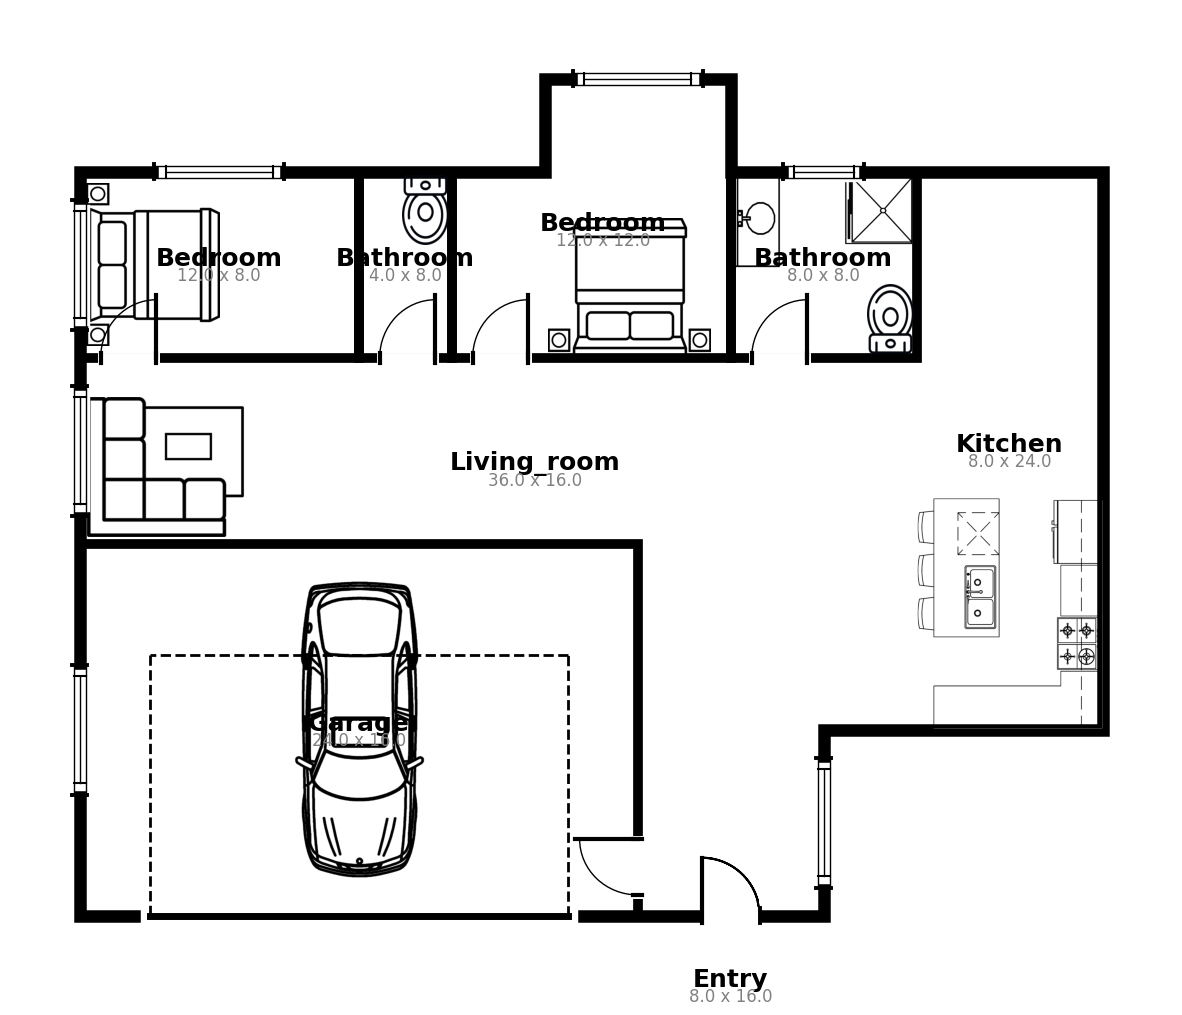 Bedroom
12.0 x 8.0
Bathroom
4.0 x 8.0
Bedroom
12.0 x 12.0
Bathroom
8.0 x 8.0
Living_room
36.0 x 16.0
Kitchen
8.0 x 24.0
Garage
24.0 x 16.0
Entry
8.0 x 16.0